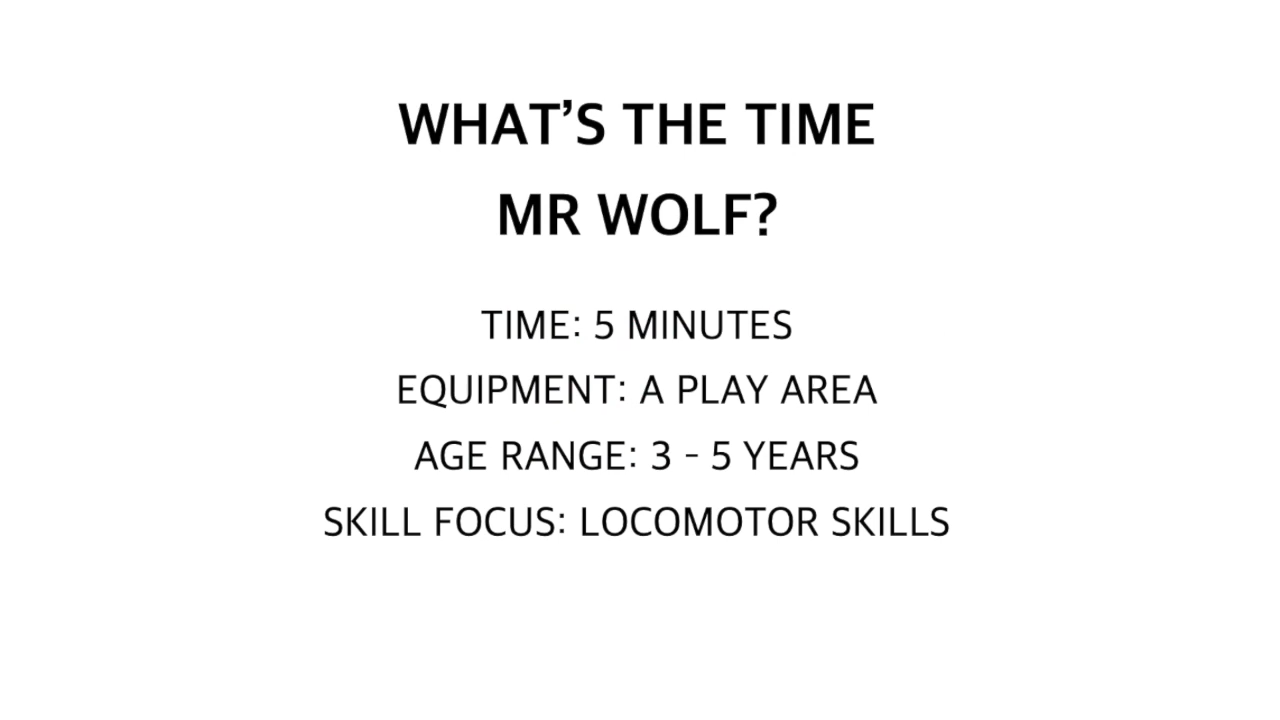 WHAT’S THE TIME
MR WOLF?
TIME: 5 MINUTES
EQUIPMENT: A PLAY AREA
AGE RANGE: 3 - 5 YEARS
SKILL FOCUS: LOCOMOTOR SKILLS